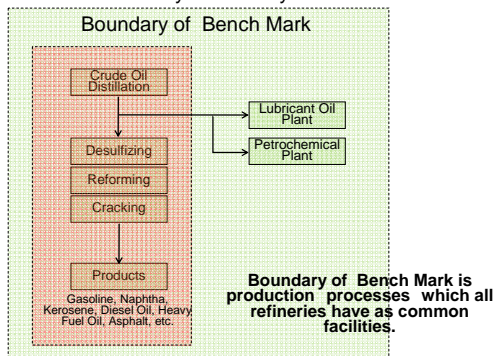 Boundary of Bench Mark
Crude Oil
Distillation
Lubricant Oil
Plant
Petrochemical
Plant
Desulfizing
Reforming
Cracking
Products
Gasoline, Naphtha,
Kerosene, Diesel Oil, Heavy
Fuel Oil, Asphalt, etc.
Boundary of Bench Mark is
production processes which all
refineries have as common
facilities.